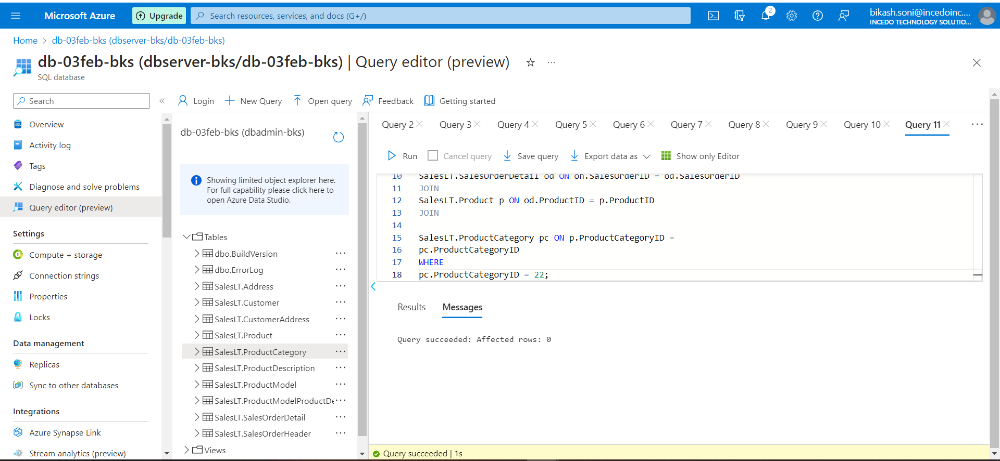 Microsoft Azure
Upgrade
Search resources, services, and docs (G+/)
2
bikash.soni@incedoinc....
INCEDO TECHNOLOGY SOLUTIO...
Home > db-03feb-bks (dbserver-bks/db-03feb-bks)
db-03feb-bks (dbserver-bks/db-03feb-bks) | Query editor (preview)
SQL database
Search
Overview
Activity log
Tags
Diagnose and solve problems
Query editor (preview)
Settings
Compute + storage
Connection strings
Properties
Locks
Data management
Replicas
Sync to other databases
Integrations
Azure Synapse Link
Stream analytics (preview)
Login
New Query
Open query
Feedback
Getting started
db-03feb-bks (dbadmin-bks)
Showing limited object explorer here.
For full capability please click here to
open Azure Data Studio.
Tables
dbo.BuildVersion
dbo.ErrorLog
SalesLT.Address
SalesLT.Customer
SalesLT.CustomerAddress
SalesLT.Product
SalesLT.ProductCategory
SalesLT.ProductDescription
SalesLT.ProductModel
SalesLT.ProductModelProductDe
SalesLT.SalesOrderDetail
SalesLT.SalesOrderHeader
Views
Query 2 Query 3 Query 4 Query 5 Query 6 Query 7 Query 8 Query 9 Query 10 Query 11
Run
Cancel query
Save query
Export data as
Show only Editor
10 SalesLT.SalesOrderDetail od ON oh.SalesOrderID = od.SalesOrderID
11 JOIN
12 SalesLT.Product p ON od.ProductID = p.ProductID
13 JOIN
14
15 SalesLT.ProductCategory pc ON p.ProductCategoryID =
16 pc.ProductCategoryID
17 WHERE
18 pc.ProductCategoryID = 22;
Results
Messages
Query succeeded: Affected rows: 0
Query succeeded | 1s